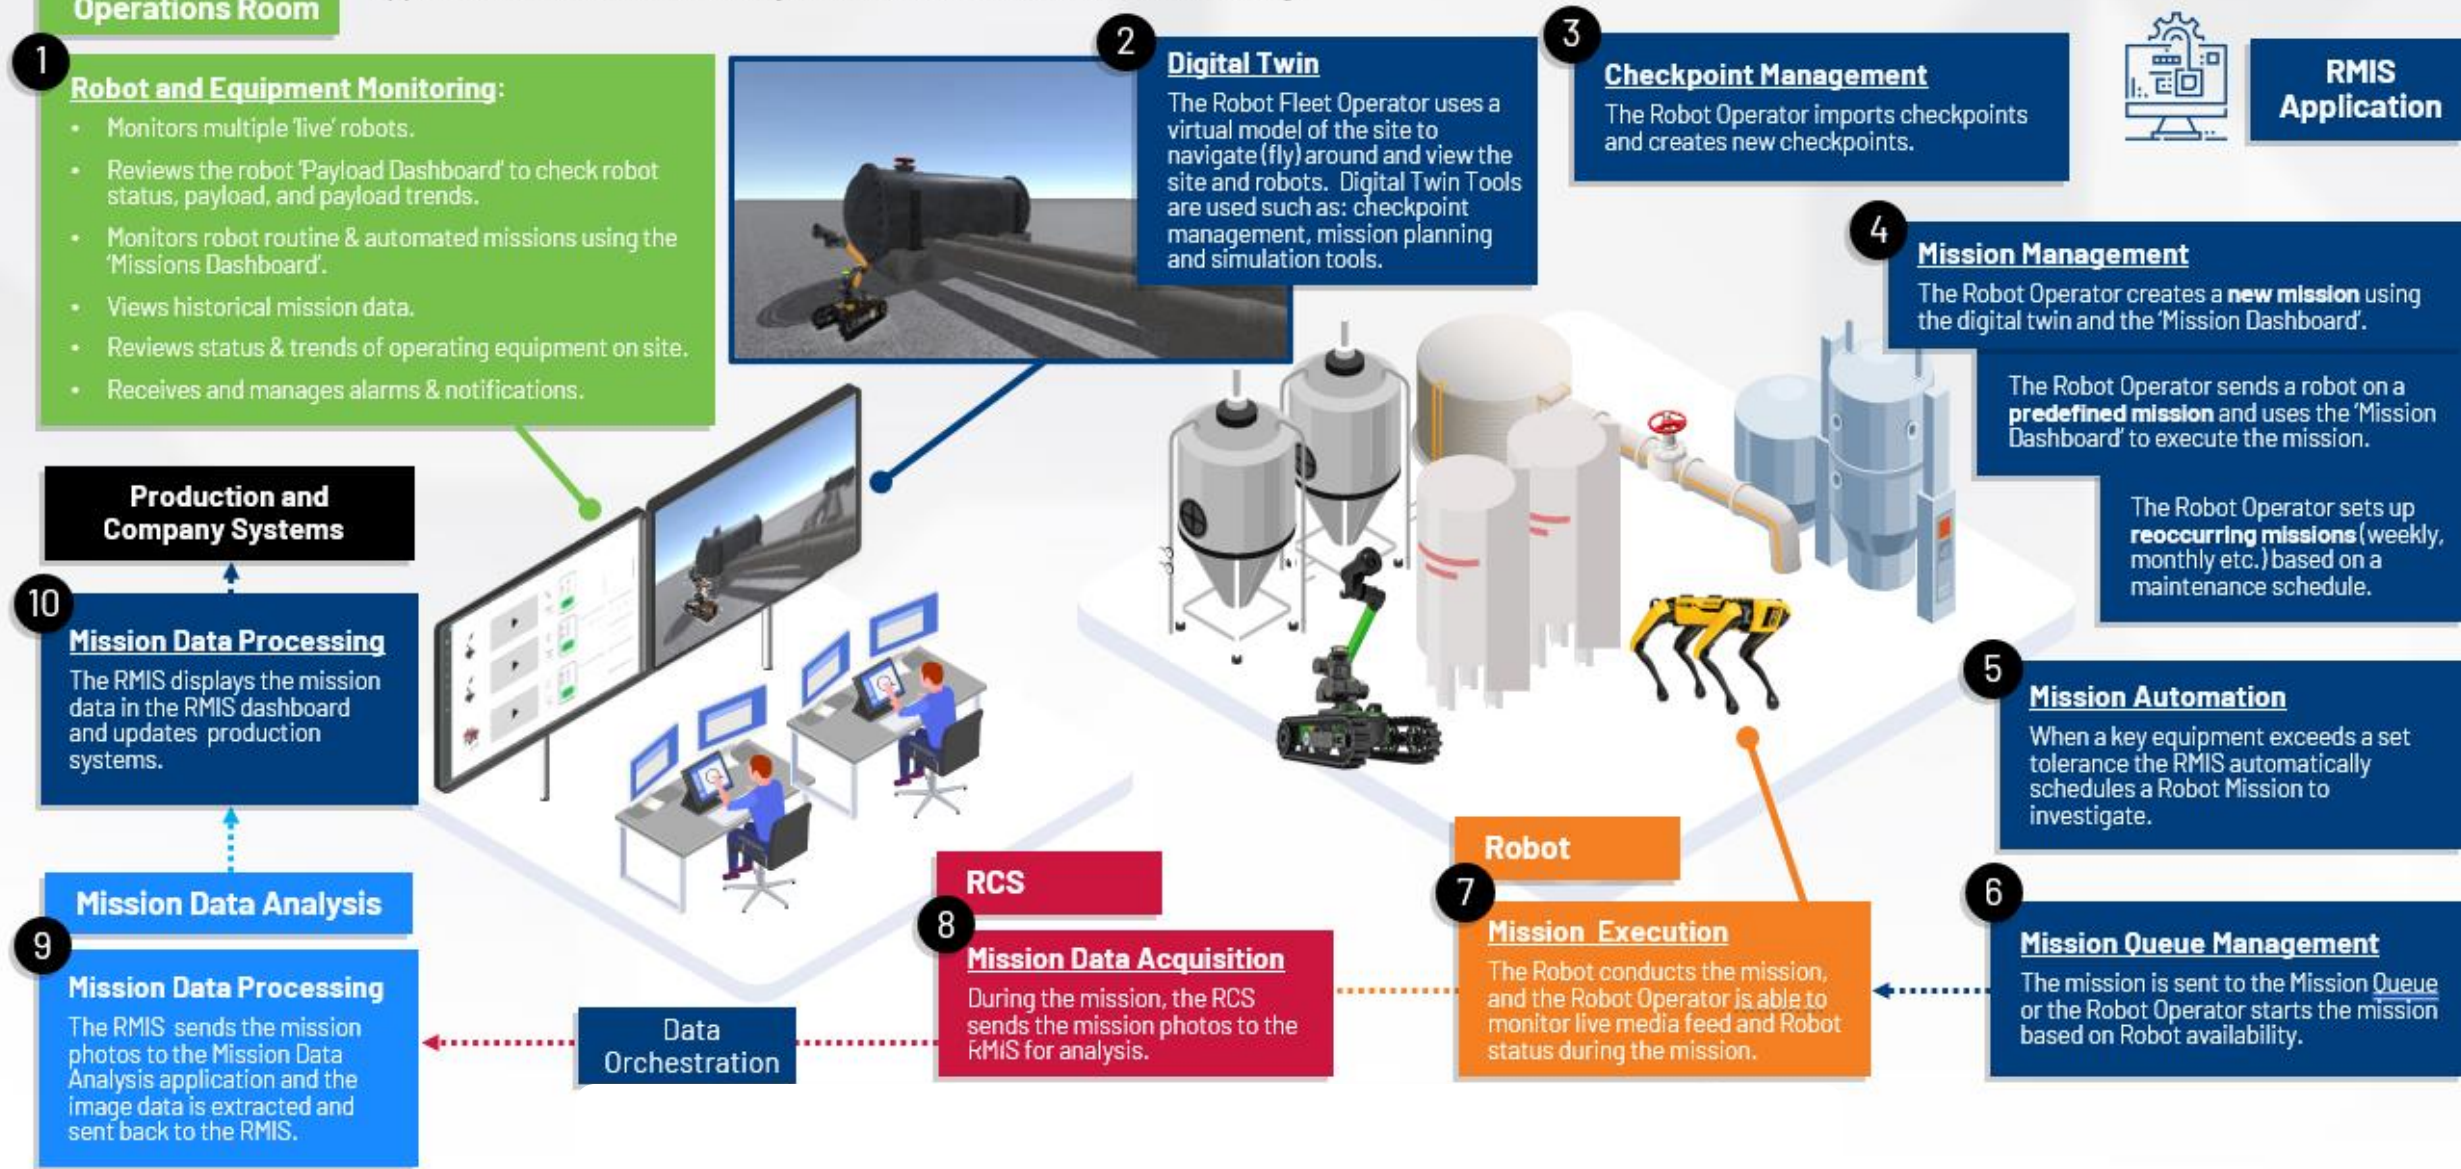 Operations Room
1
Robot and Equipment Monitoring:
• Monitors multiple 'live' robots.
• Reviews the robot 'Payload Dashboard' to check robot
status, payload, and payload trends.
• Monitors robot routine & automated missions using the
'Missions Dashboard'.
• Views historical mission data.
• Reviews status & trends of operating equipment on site.
• Receives and manages alarms & notifications.
2
Digital Twin
The Robot Fleet Operator uses a
virtual model of the site to
navigate (fly) around and view the
site and robots. Digital Twin Tools
are used such as: checkpoint
management, mission planning
and simulation tools.
3
Checkpoint Management
The Robot Operator imports checkpoints
and creates new checkpoints.
RMIS
Application
4
Mission Management
The Robot Operator creates a new mission using
the digital twin and the 'Mission Dashboard'.
The Robot Operator sends a robot on a
predefined mission and uses the 'Mission
Dashboard' to execute the mission.
The Robot Operator sets up
reoccurring missions (weekly,
monthly etc.) based on a
maintenance schedule.
5
Mission Automation
When a key equipment exceeds a set
tolerance the RMIS automatically
schedules a Robot Mission to
investigate.
6
Mission Queue Management
The mission is sent to the Mission Queue
or the Robot Operator starts the mission
based on Robot availability.
Robot
7
Mission Execution
The Robot conducts the mission,
and the Robot Operator is able to
monitor live media feed and Robot
status during the mission.
RCS
8
Mission Data Acquisition
During the mission, the RCS
sends the mission photos to the
RMIS for analysis.
Data
Orchestration
Mission Data Analysis
9
Mission Data Processing
The RMIS sends the mission
photos to the Mission Data
Analysis application and the
image data is extracted and
sent back to the RMIS.
10
Mission Data Processing
The RMIS displays the mission
data in the RMIS dashboard
and updates production
systems.
Production and
Company Systems